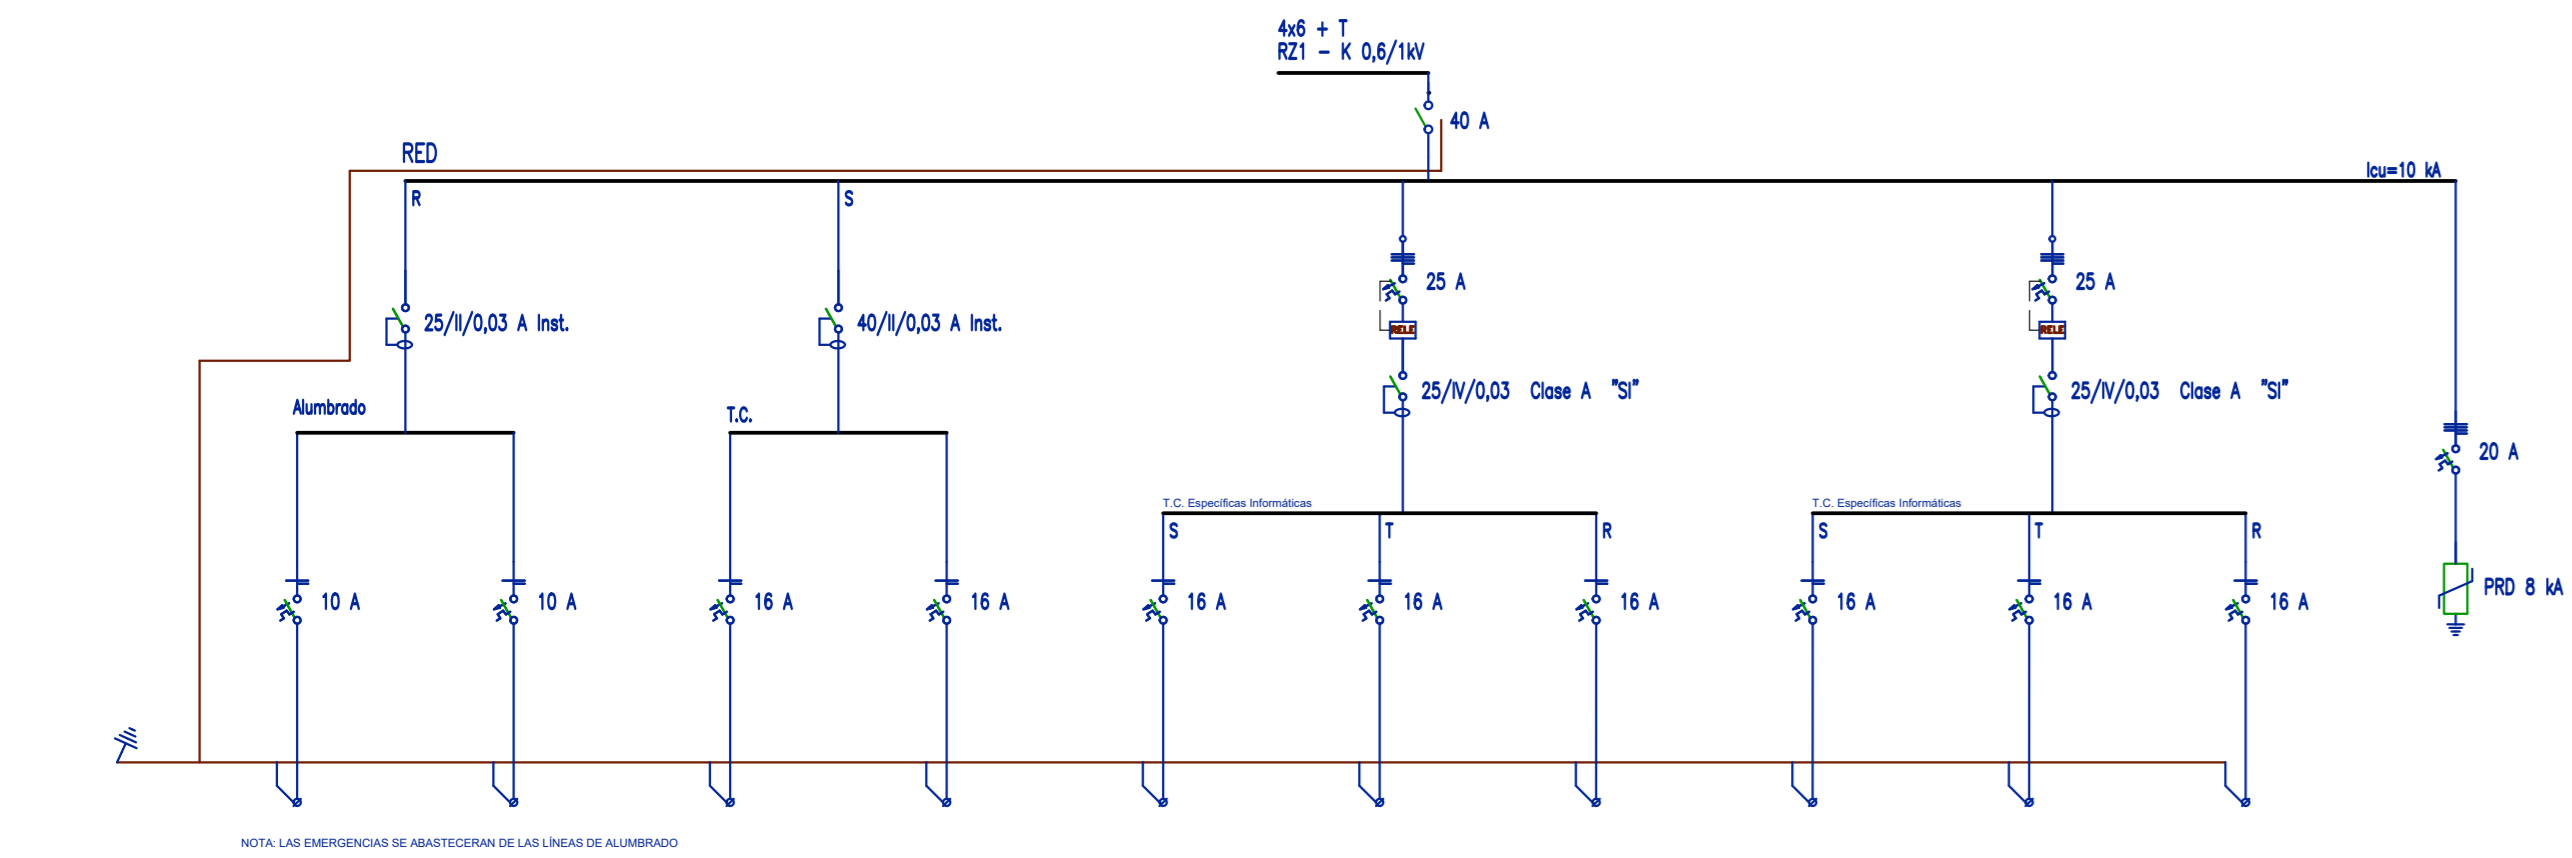 4x6 + T
RZ1 - K 0,6/1kV
40 A
RED
Icu=10 kA
R
S
25 A
25 A
25/II/0,03 A Inst.
40/II/0,03 A Inst.
RELE
RELE
25/IV/0,03 Clase A "SI"
25/IV/0,03 Clase A "SI"
Alumbrado
T.C.
20 A
T.C. Específicas Informáticas
T.C. Específicas Informáticas
S
T
R
S
T
R
PRD 8 kA
10 A
10 A
16 A
16 A
16 A
16 A
16 A
16 A
16 A
16 A
NOTA: LAS EMERGENCIAS SE ABASTECERAN DE LAS LÍNEAS DE ALUMBRADO